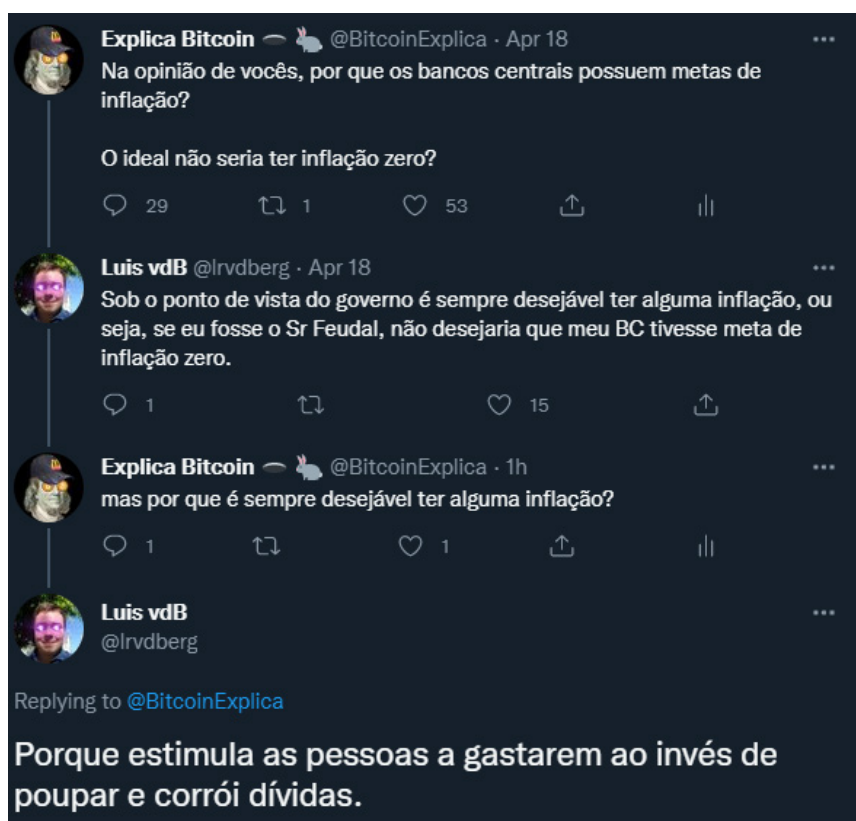 Explica Bitcoin @BitcoinExplica · Apr 18
Na opinião de vocês, por que os bancos centrais possuem metas de
inflação?
O ideal não seria ter inflação zero?
29 1 53
Luis vdB @lrvdberg · Apr 18
Sob o ponto de vista do governo é sempre desejável ter alguma inflação, ou
seja, se eu fosse o Sr Feudal, não desejaria que meu BC tivesse meta de
inflação zero.
1 15
Explica Bitcoin @BitcoinExplica · 1h
mas por que é sempre desejável ter alguma inflação?
1 1
Luis vdB
@lrvdberg
Replying to @BitcoinExplica
Porque estimula as pessoas a gastarem ao invés de
poupar e corrói dívidas.